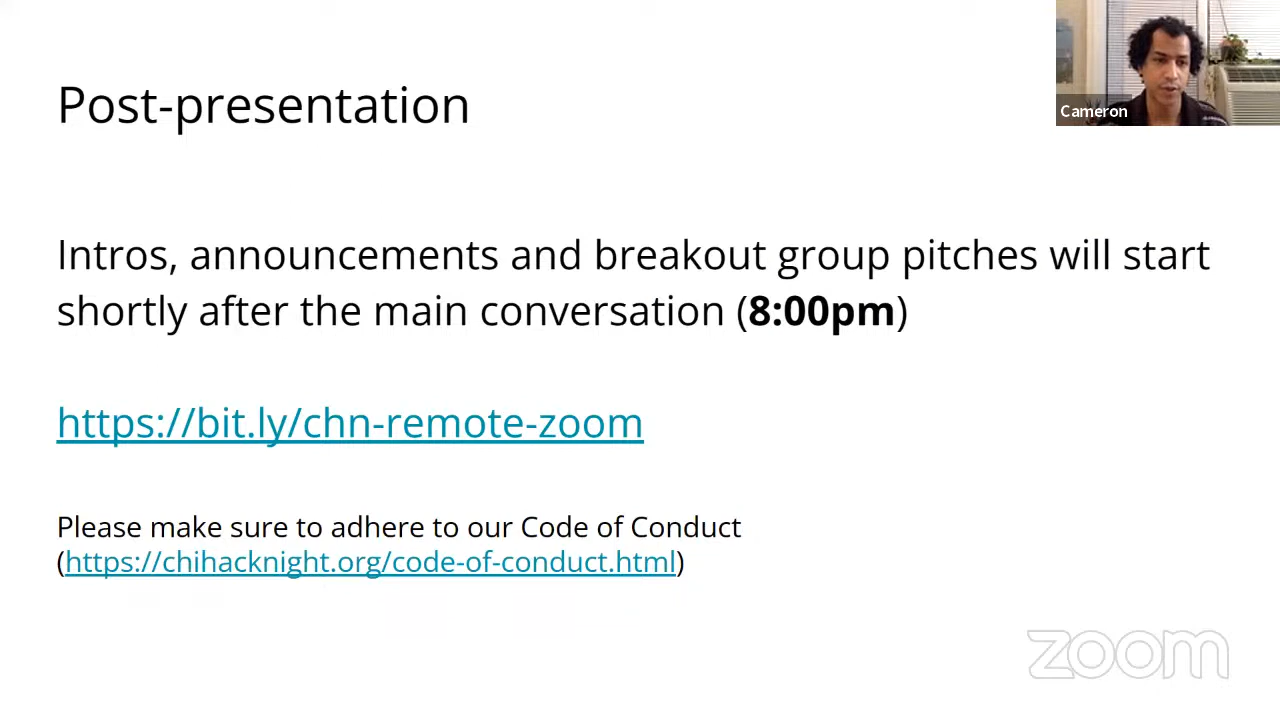 Post-presentation
Cameron
Intros, announcements and breakout group pitches will start
shortly after the main conversation (8:00pm)
https://bit.ly/chn-remote-zoom
Please make sure to adhere to our Code of Conduct
(https://chihacknight.org/code-of-conduct.html)
zoom